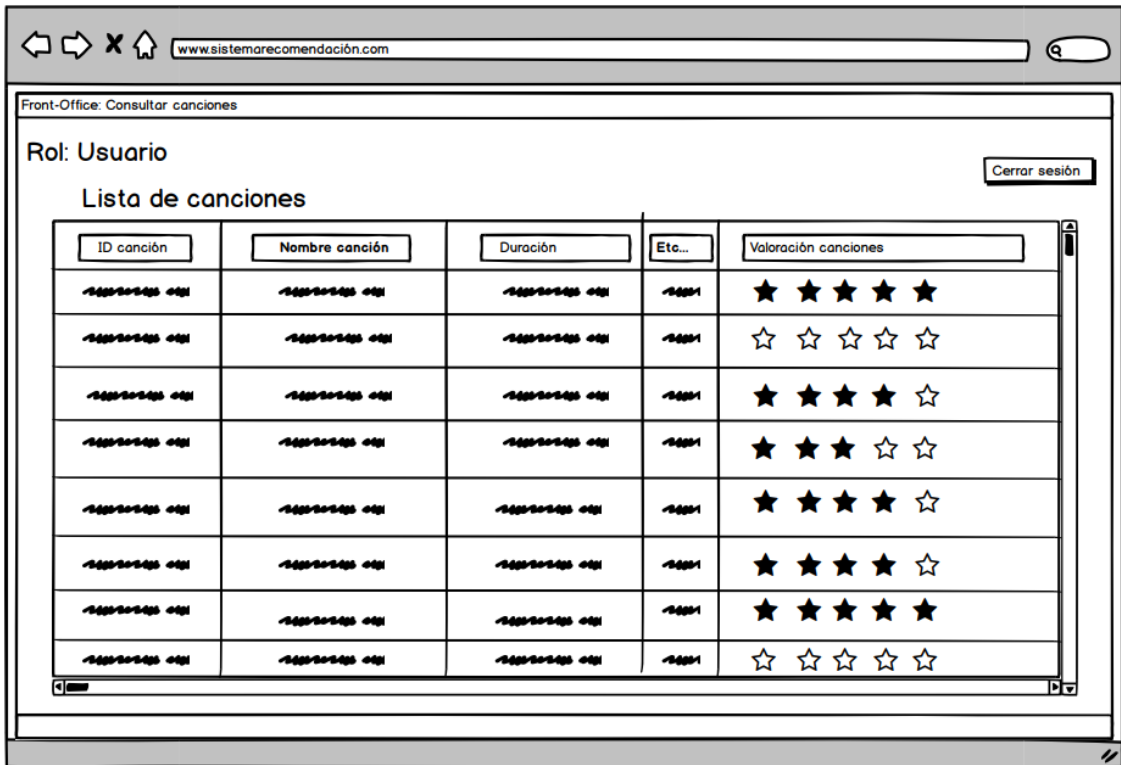 www.sistemarecomendación.com
Front-Office: Consultar canciones
Rol: Usuario
Cerrar sesión
Lista de canciones
ID canción Nombre canción Duración Etc... Valoración canciones